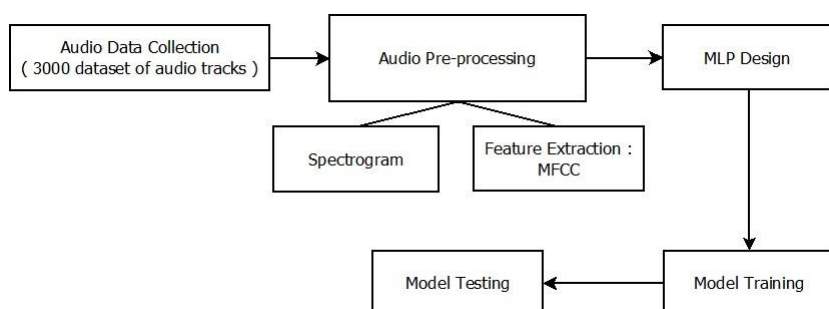 Audio Data Collection
( 3000 dataset of audio tracks )
Audio Pre-processing
MLP Design
Spectrogram
Feature Extraction :
MFCC
Model Testing
Model Training